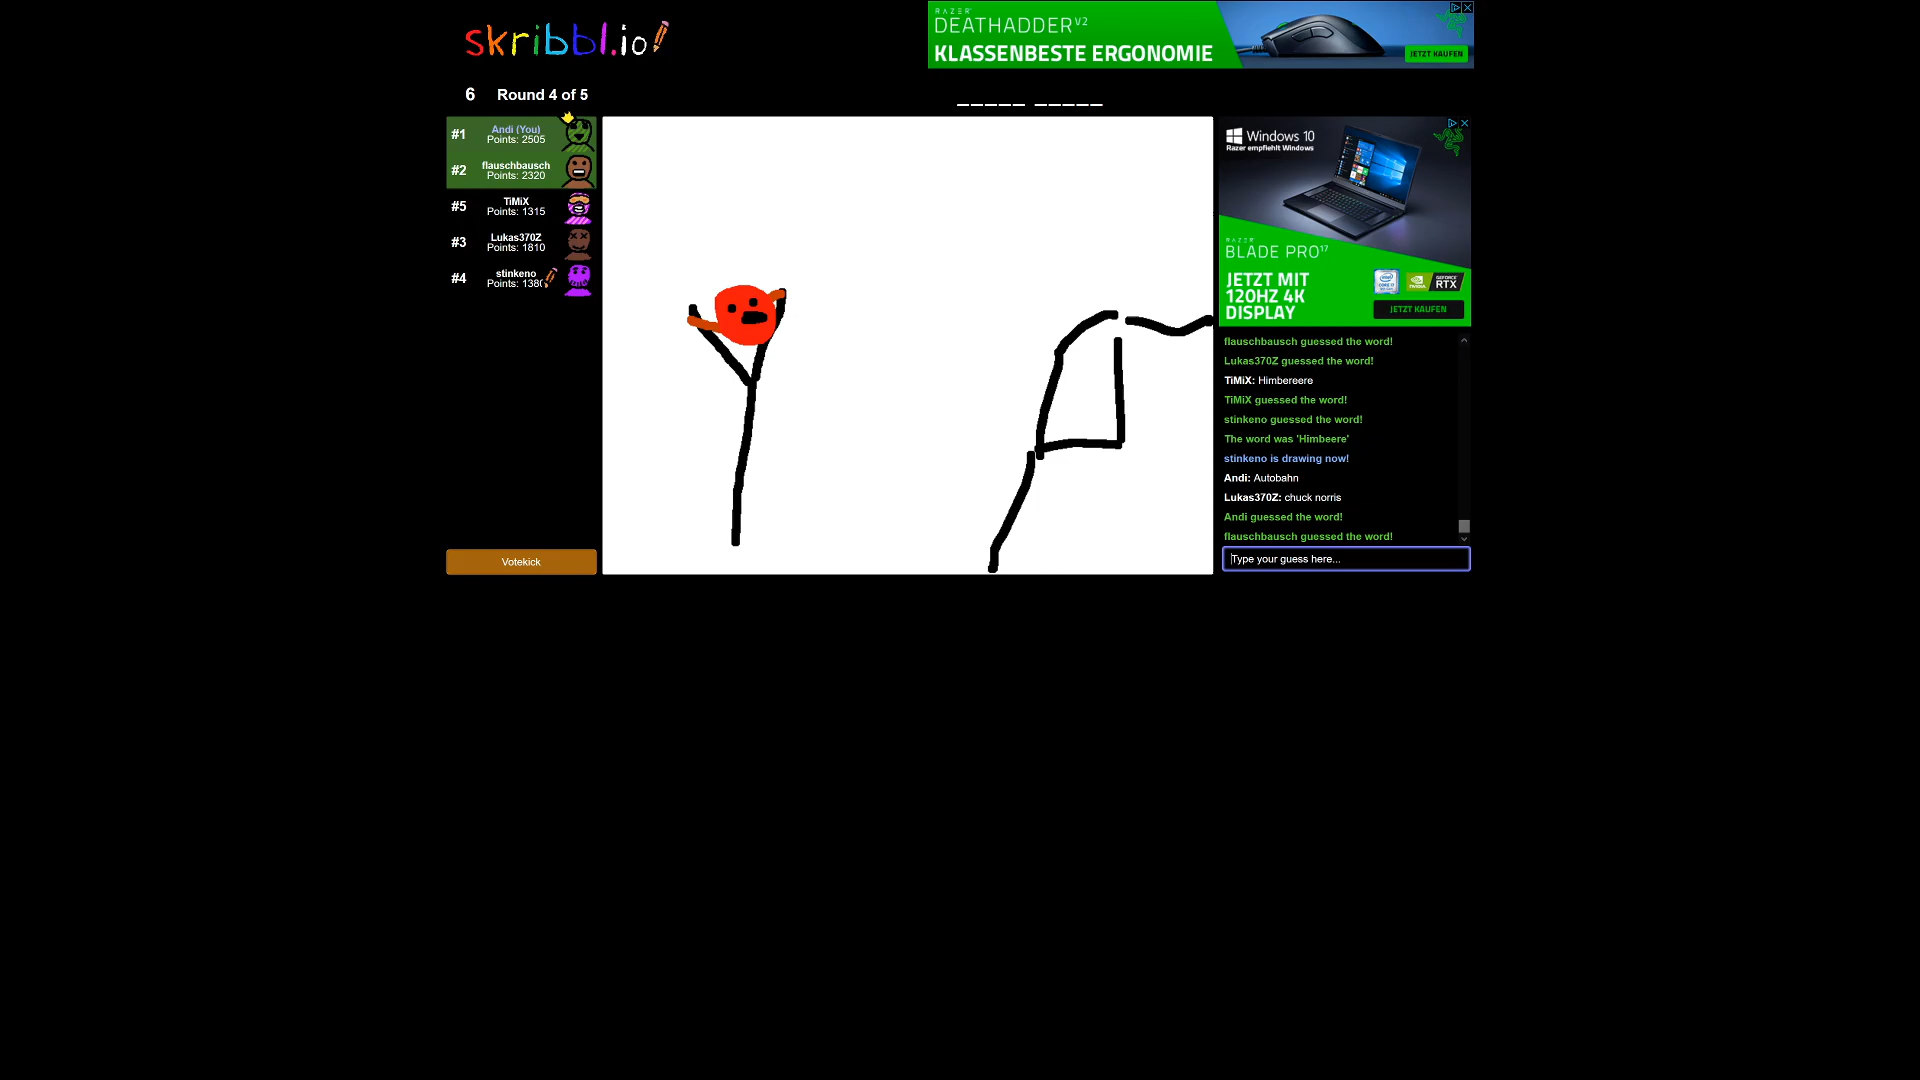 skribbl.io
RAZER
DEATHADDER V2
KLASSENBESTE ERGONOMIE
JETZT KAUFEN
6 Round 4 of 5
#1 Andi (You)
Points: 2505
#2 flauschbausch
Points: 2320
#5 TiMiX
Points: 1315
#3 Lukas370Z
Points: 1810
#4 stinkeno
Points: 1380
Votekick
Windows 10
Razer empfiehlt Windows
RAZER
BLADE PRO 17
JETZT MIT
120HZ 4K
DISPLAY
GEFORCE
RTX
JETZT KAUFEN
flauschbausch guessed the word!
Lukas370Z guessed the word!
TiMiX: Himbereere
TiMiX guessed the word!
stinkeno guessed the word!
The word was 'Himbeere'
stinkeno is drawing now!
Andi: Autobahn
Lukas370Z: chuck norris
Andi guessed the word!
flauschbausch guessed the word!
Type your guess here...